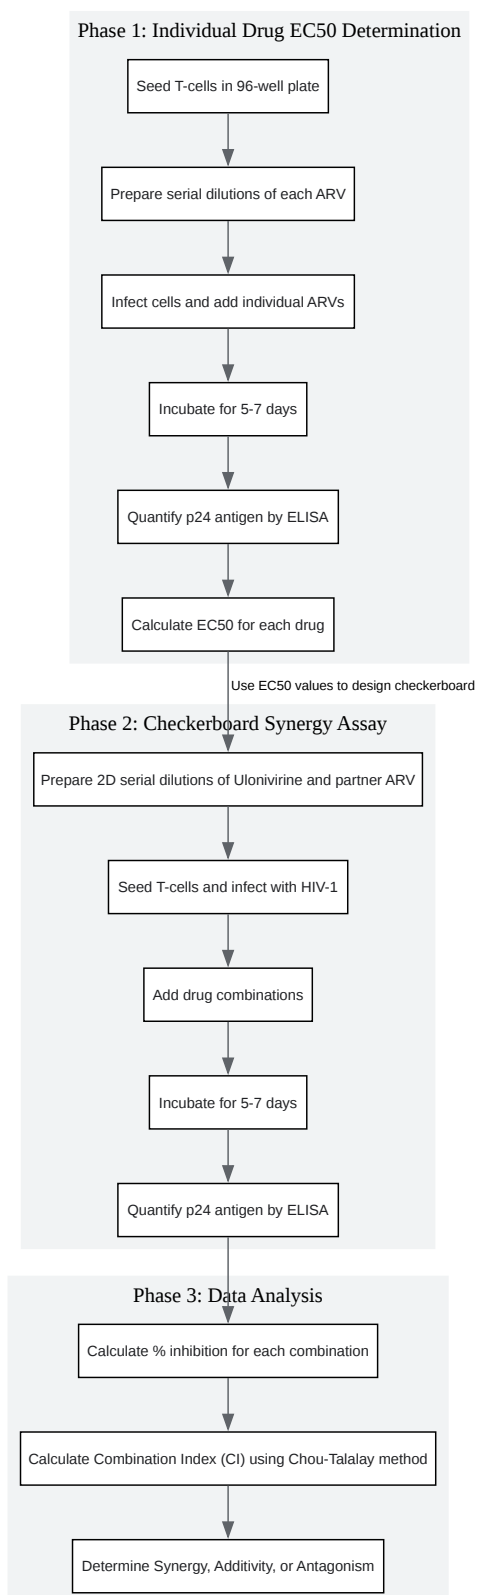 Phase 1: Individual Drug EC50 Determination
Seed T-cells in 96-well plate
Prepare serial dilutions of each ARV
Infect cells and add individual ARVs
Incubate for 5-7 days
Quantify p24 antigen by ELISA
Calculate EC50 for each drug
Use EC50 values to design checkerboard
Phase 2: Checkerboard Synergy Assay
Prepare 2D serial dilutions of Ulonivirine and partner ARV
Seed T-cells and infect with HIV-1
Add drug combinations
Incubate for 5-7 days
Quantify p24 antigen by ELISA
Phase 3: Data Analysis
Calculate % inhibition for each combination
Calculate Combination Index (CI) using Chou-Talalay method
Determine Synergy, Additivity, or Antagonism